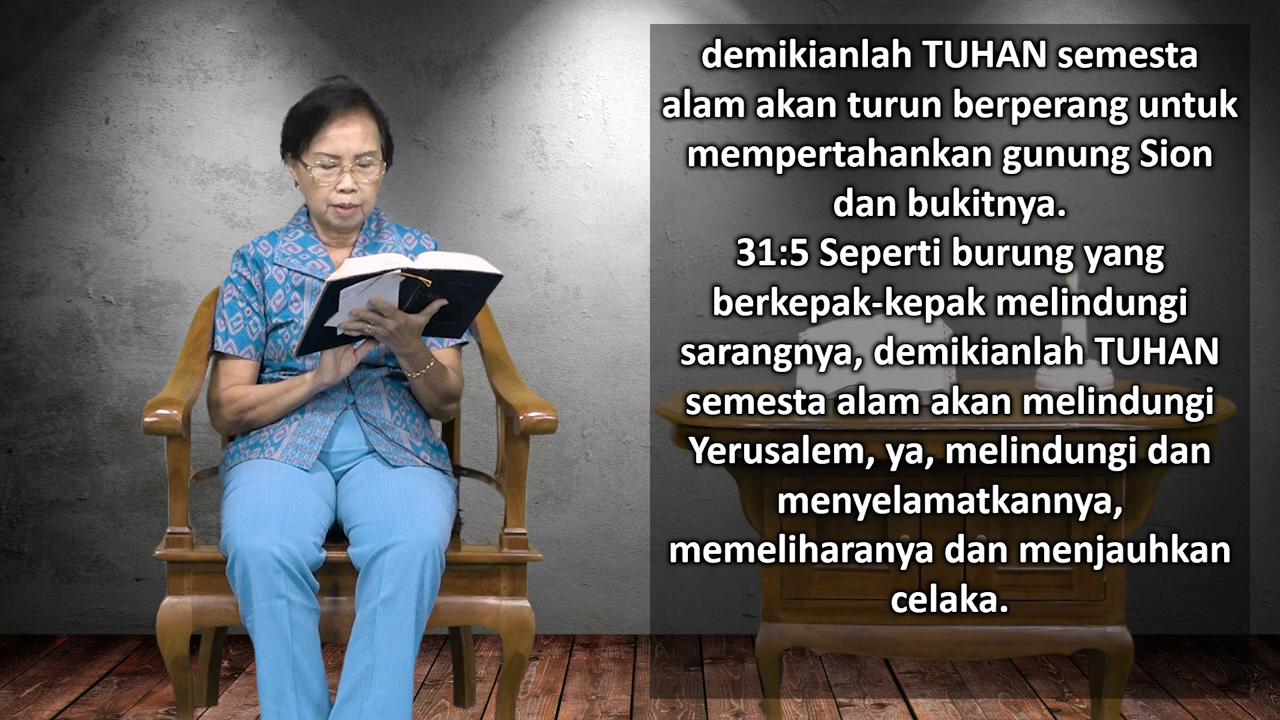 demikianlah TUHAN semesta
alam akan turun berperang untuk
mempertahankan gunung Sion
dan bukitnya.
31:5 Seperti burung yang
berkepak-kepak melindungi
sarangnya, demikianlah TUHAN
semesta alam akan melindungi
Yerusalem, ya, melindungi dan
menyelamatkannya,
memeliharanya dan menjauhkan
celaka.